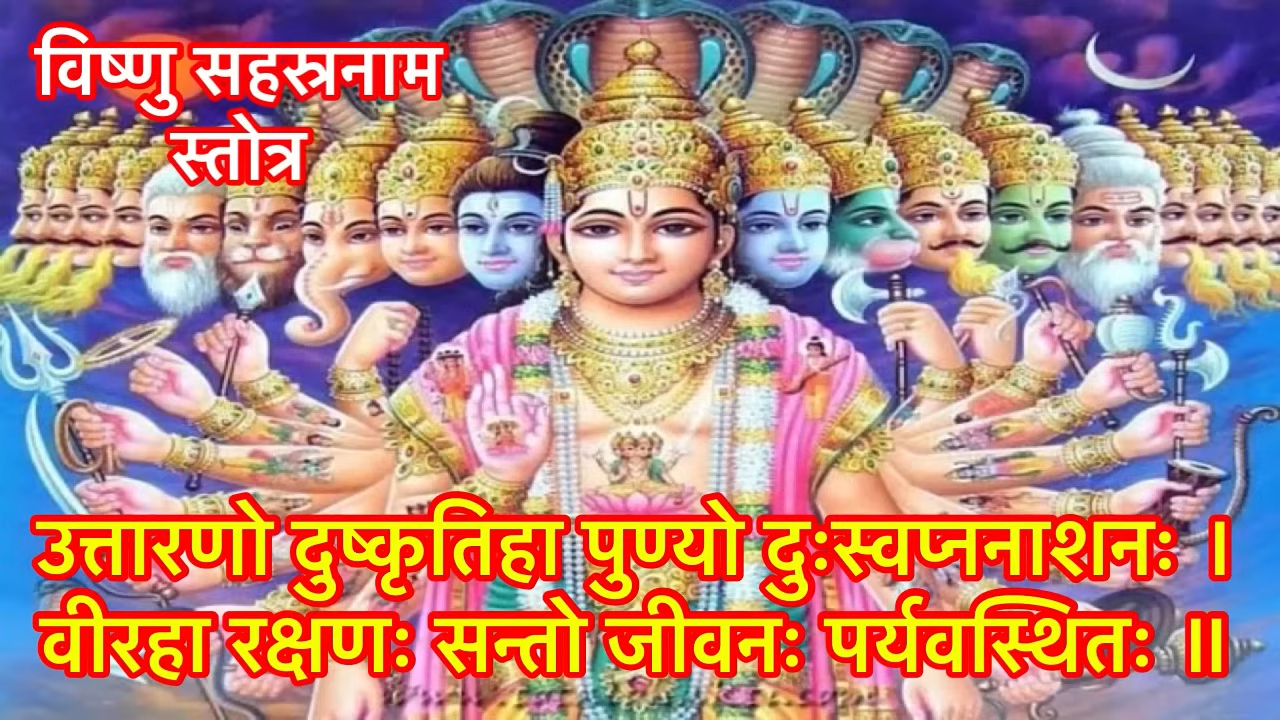 विष्णु सहस्रनाम
स्तोत्र
उत्तारणो दुष्कृतिहा पुण्यो दुःस्वप्ननाशनः ।
वीरहा रक्षणः सन्तो जीवनः पर्यवस्थितः ॥